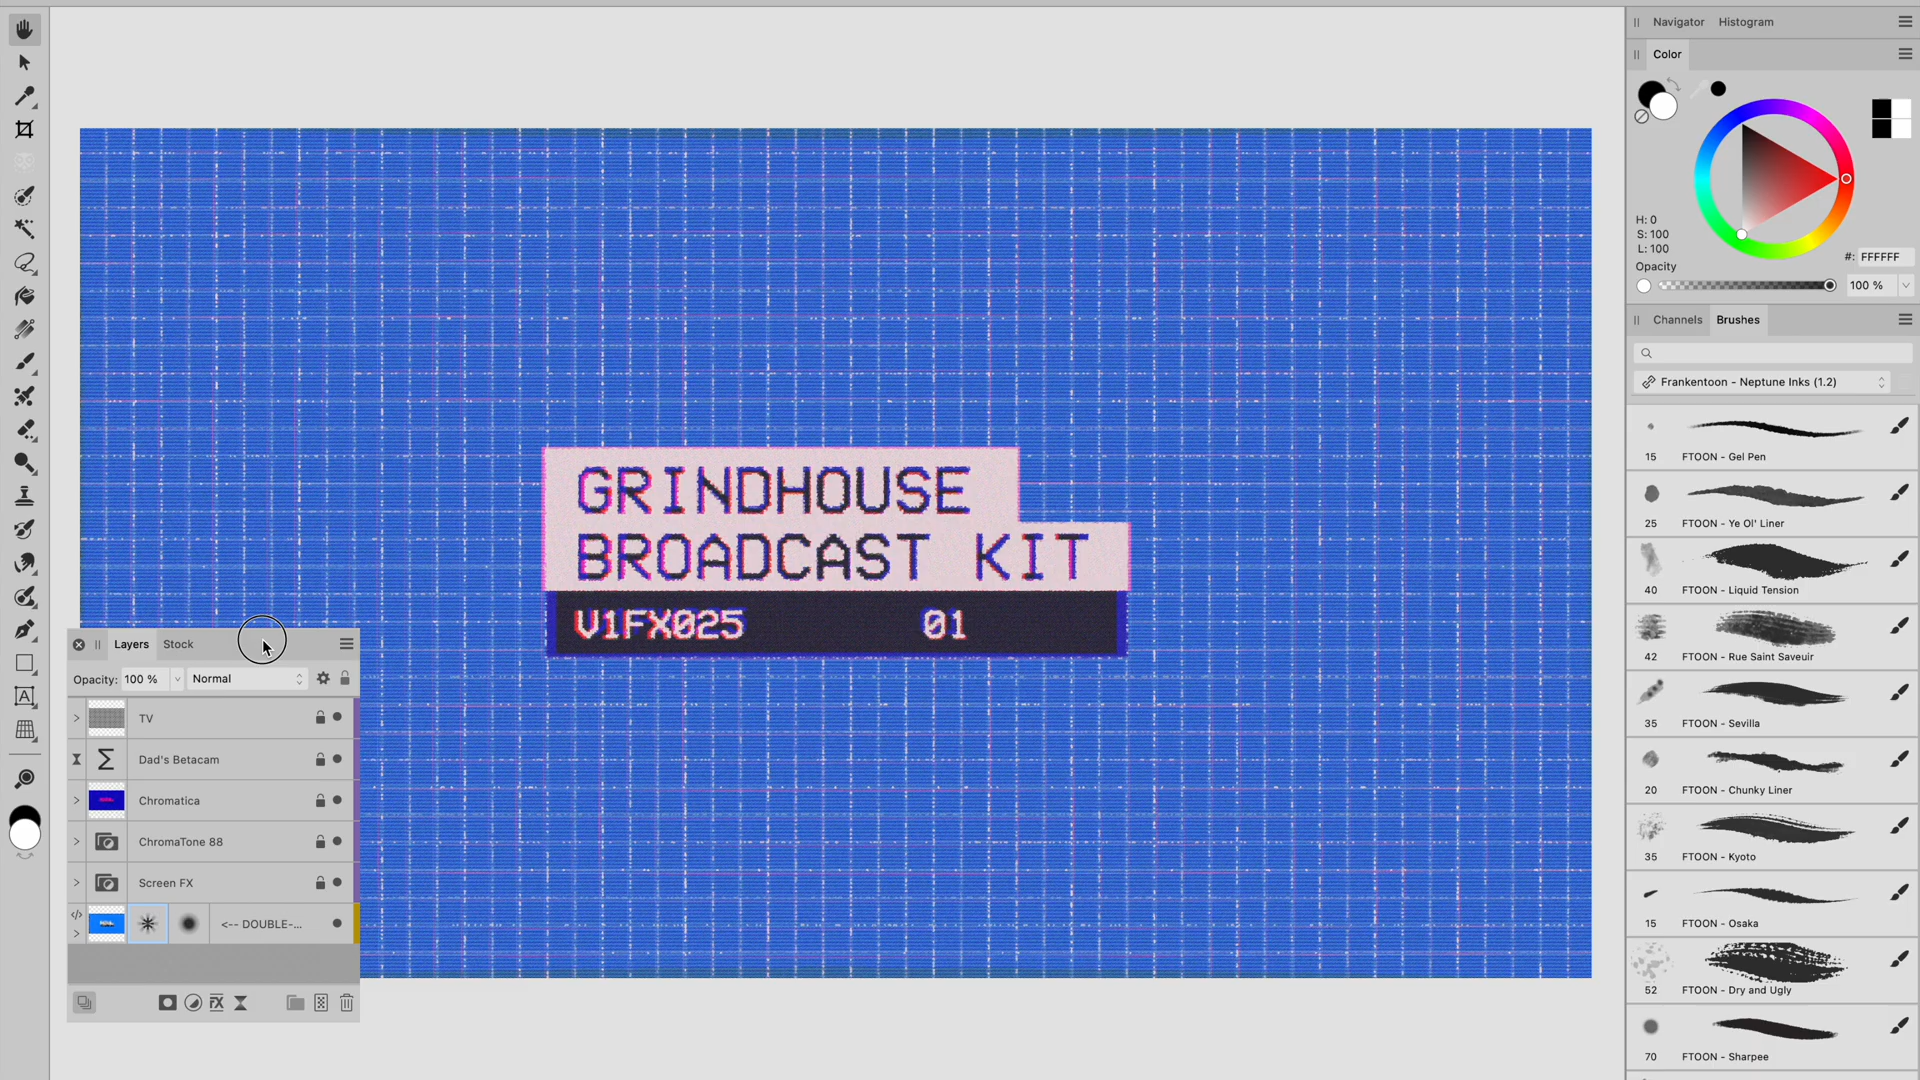 Navigator Histogram
Color
H: 0
S: 100
L: 100
#: FFFFFF
Opacity
100 %
Channels Brushes
Frankentoon - Neptune Inks (1.2)
15 FTOON - Gel Pen
25 FTOON - Ye Ol' Liner
40 FTOON - Liquid Tension
42 FTOON - Rue Saint Saveuir
35 FTOON - Sevilla
20 FTOON - Chunky Liner
35 FTOON - Kyoto
15 FTOON - Osaka
52 FTOON - Dry and Ugly
70 FTOON - Sharpee
GRINDHOUSE
BROADCAST KIT
V1FX025 01
Layers Stock
Opacity: 100 % Normal
TV
Dad's Betacam
Chromatica
ChromaTone 88
Screen FX
<-- DOUBLE-...